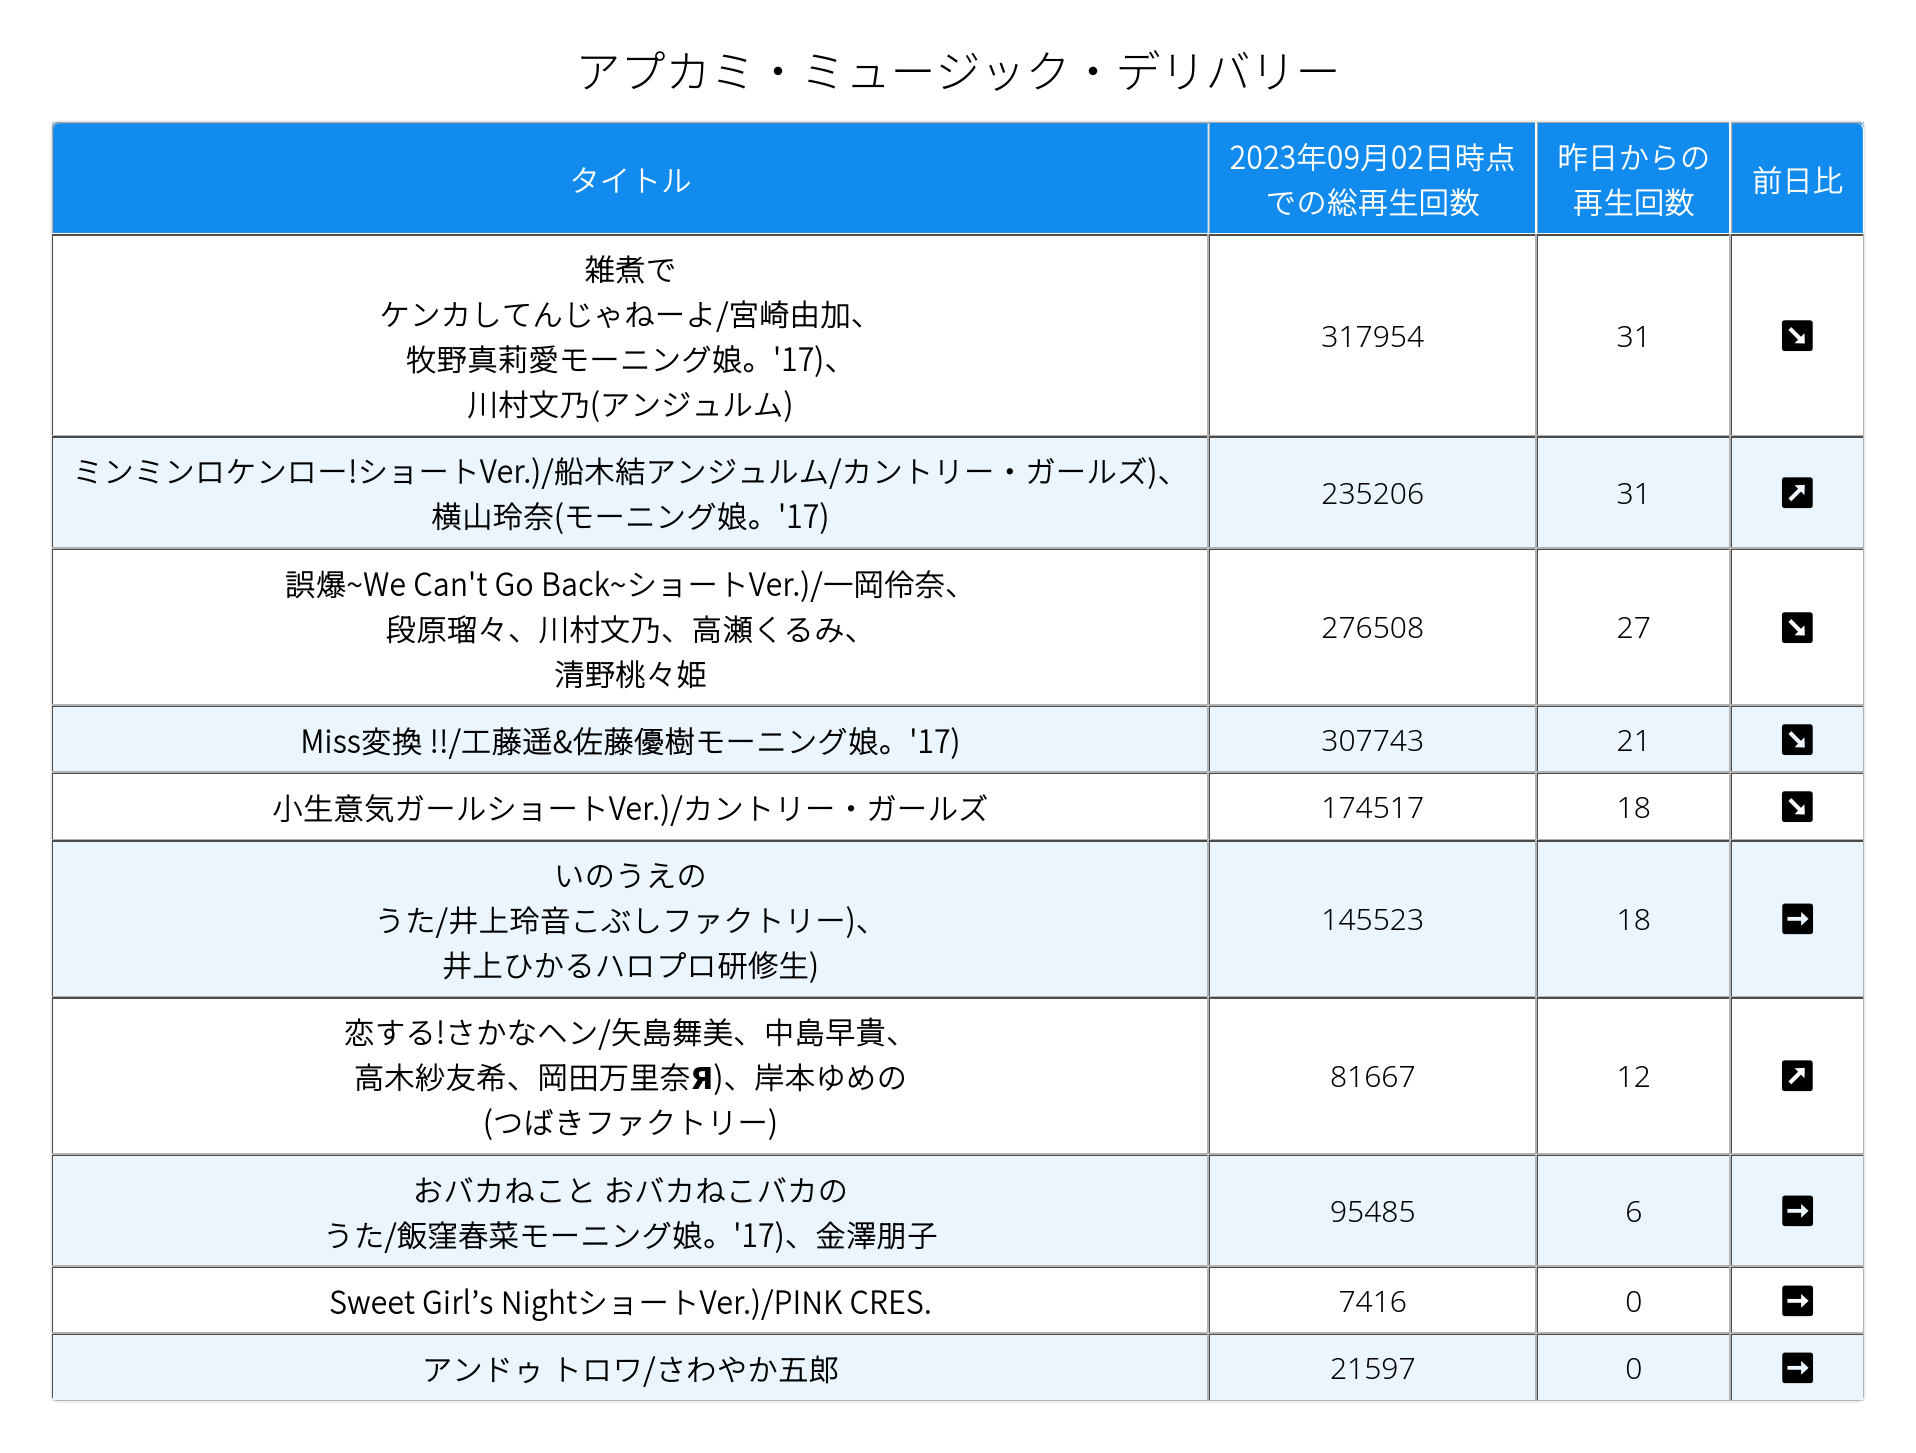 アプカミ・ミュージック・デリバリー
タイトル
2023年09月02日時点
での総再生回数
昨日からの
再生回数
前日比
雑煮で
ケンカしてんじゃねーよ/宮崎由加、
牧野真莉愛モーニング娘。'17)、
川村文乃(アンジュルム)
317954
31
↘
ミンミンロケンロー!ショートVer.)/船木結アンジュルム/カントリー・ガールズ)、
横山玲奈(モーニング娘。'17)
235206
31
↗
誤爆~We Can't Go Back~ショートVer.)/一岡伶奈、
段原瑠々、川村文乃、高瀬くるみ、
清野桃々姫
276508
27
↘
Miss変換 !!/工藤遥&佐藤優樹モーニング娘。'17)
307743
21
↘
小生意気ガールショートVer.)/カントリー・ガールズ
174517
18
↘
いのうえの
うた/井上玲音こぶしファクトリー)、
井上ひかるハロプロ研修生)
145523
18
→
恋する!さかなヘン/矢島舞美、中島早貴、
高木紗友希、岡田万里奈Я)、岸本ゆめの
(つばきファクトリー)
81667
12
↗
おバカねこと おバカねこバカの
うた/飯窪春菜モーニング娘。'17)、金澤朋子
95485
6
→
Sweet Girl’s NightショートVer.)/PINK CRES.
7416
0
→
アンドゥ トロワ/さわやか五郎
21597
0
→